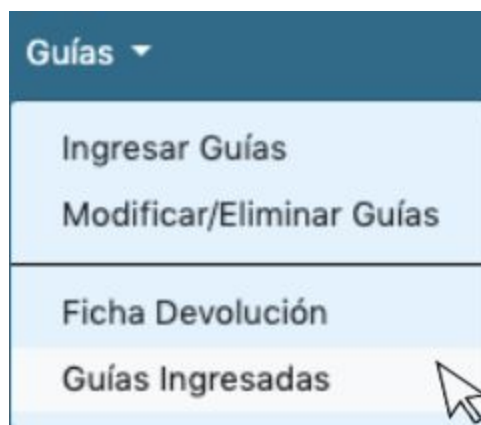 Guías
Ingresar Guías
Modificar/Eliminar Guías
Ficha Devolución
Guías Ingresadas